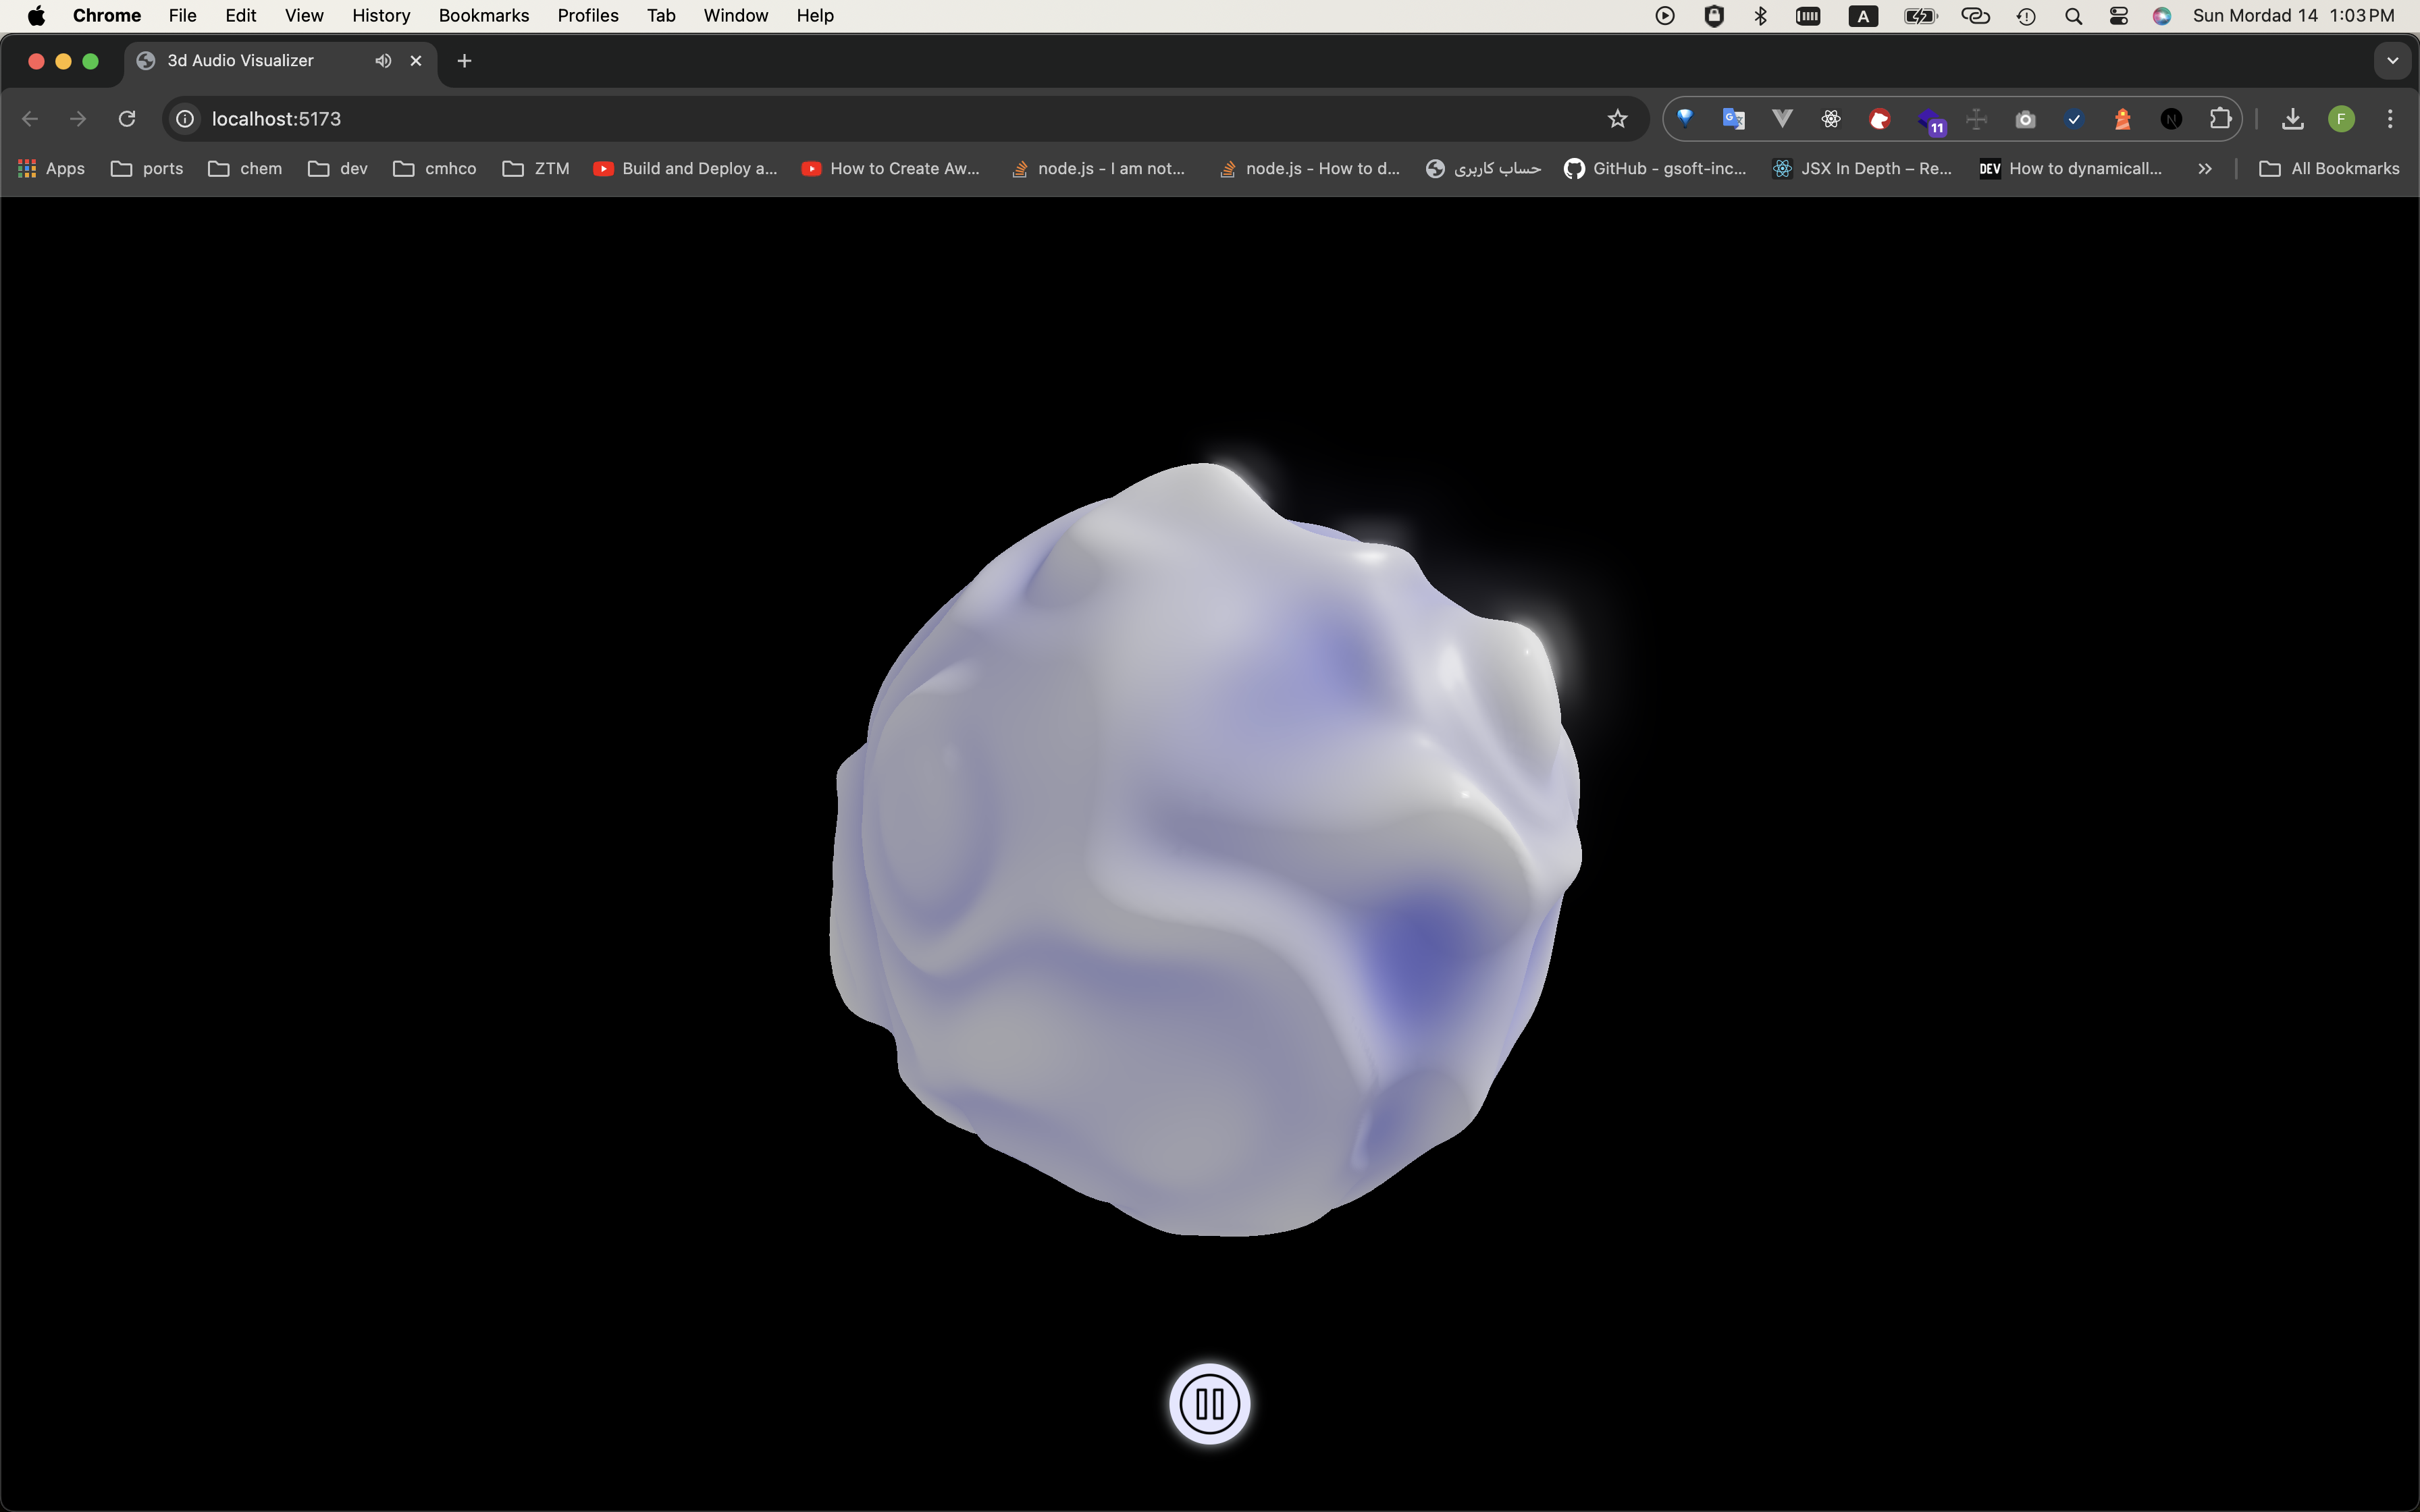 Chrome File Edit View History Bookmarks Profiles Tab Window Help A Sun Mordad 14 1:03 PM
3d Audio Visualizer
localhost:5173 11 N F
Apps ports chem dev cmhco ZTM Build and Deploy a... How to Create Aw... node.js - I am not... node.js - How to d... حساب کاربری GitHub - gsoft-inc... JSX In Depth – Re... DEV How to dynamicall... All Bookmarks